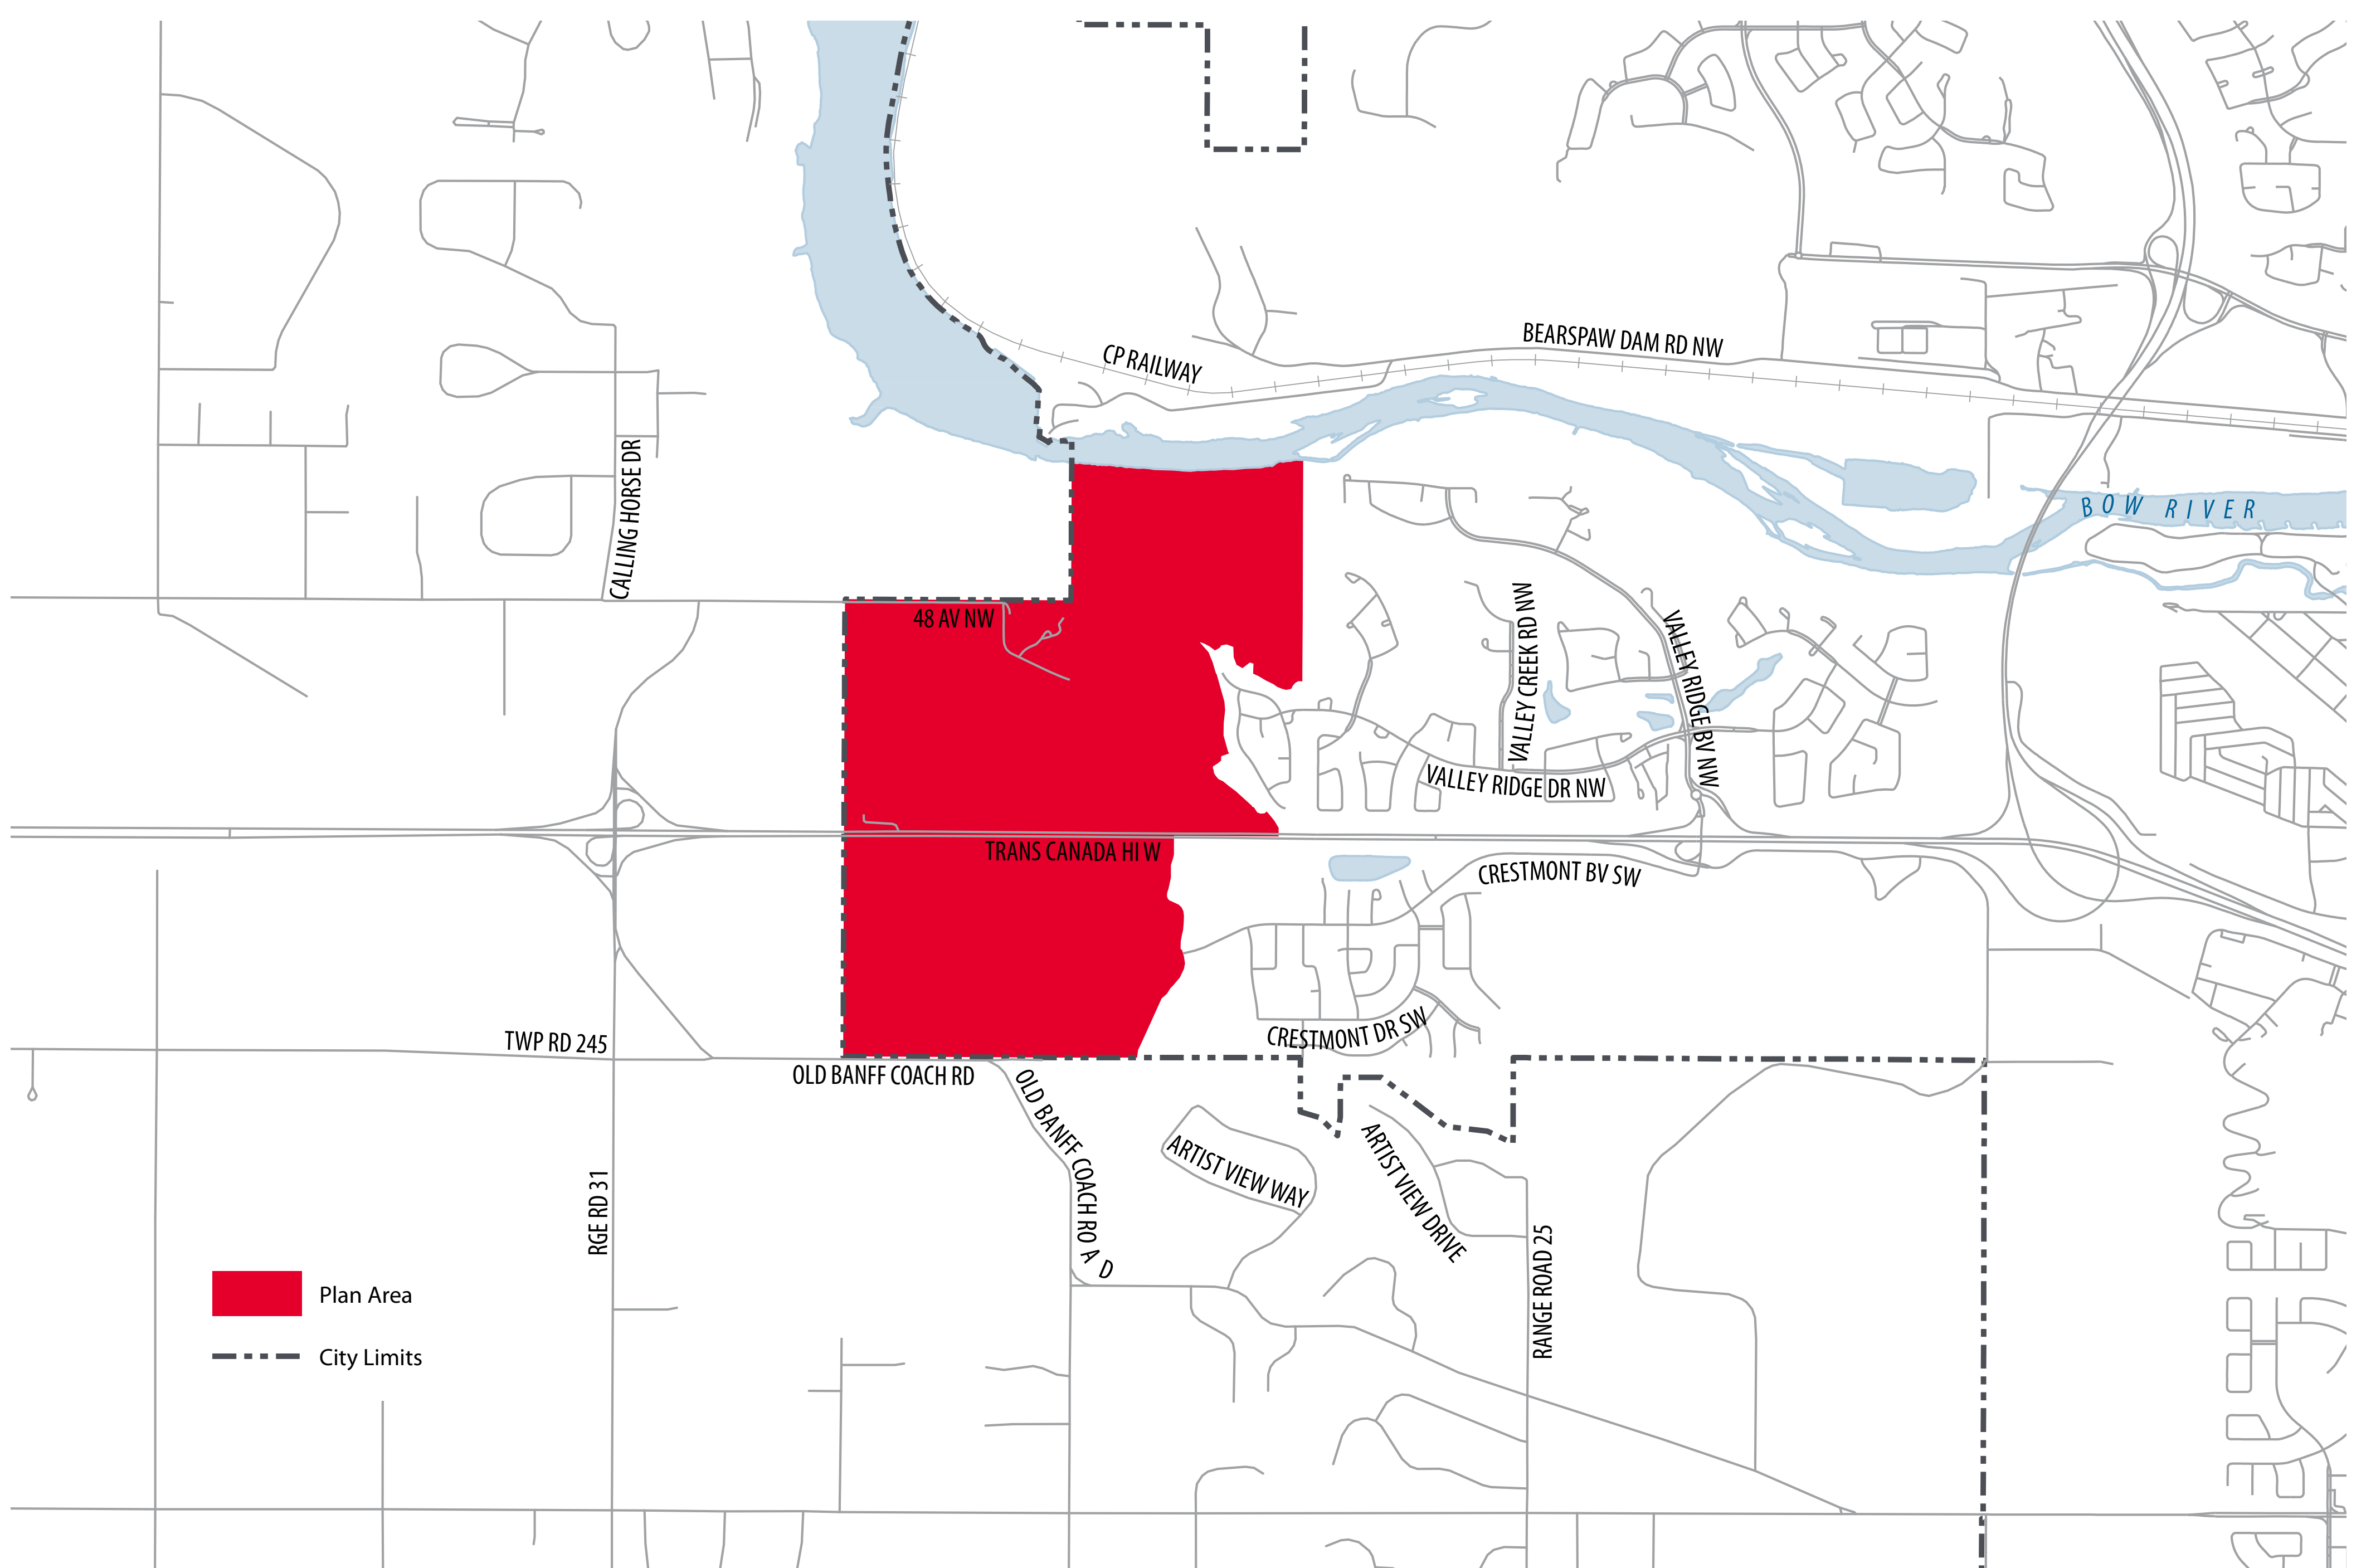 BEARSPAW DAM RD NW
CP RAILWAY
CALLING HORSE DR
BOW RIVER
48 AV NW
VALLEY CREEK RD NW
VALLEY RIDGE BV NW
VALLEY RIDGE DR NW
TRANS CANADA HI W
CRESTMONT BV SW
CRESTMONT DR SW
TWP RD 245
OLD BANFF COACH RD
OLD BANFF COACH ROAD
ARTIST VIEW WAY
ARTIST VIEW DRIVE
RGE RD 31
RANGE ROAD 25
Plan Area
City Limits